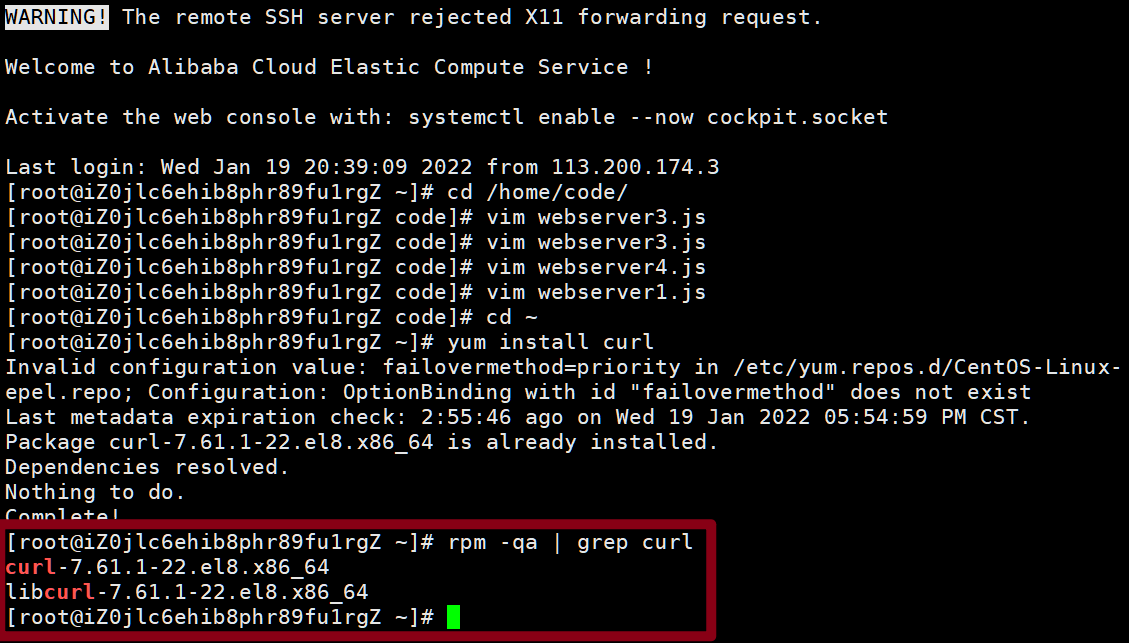 WARNING! The remote SSH server rejected X11 forwarding request.
Welcome to Alibaba Cloud Elastic Compute Service !
Activate the web console with: systemctl enable --now cockpit.socket
Last login: Wed Jan 19 20:39:09 2022 from 113.200.174.3
[root@iZ0jlc6ehib8phr89fu1rgZ ~]# cd /home/code/
[root@iZ0jlc6ehib8phr89fu1rgZ code]# vim webserver3.js
[root@iZ0jlc6ehib8phr89fu1rgZ code]# vim webserver3.js
[root@iZ0jlc6ehib8phr89fu1rgZ code]# vim webserver4.js
[root@iZ0jlc6ehib8phr89fu1rgZ code]# vim webserver1.js
[root@iZ0jlc6ehib8phr89fu1rgZ code]# cd ~
[root@iZ0jlc6ehib8phr89fu1rgZ ~]# yum install curl
Invalid configuration value: failovermethod=priority in /etc/yum.repos.d/CentOS-Linux-
epel.repo; Configuration: OptionBinding with id "failovermethod" does not exist
Last metadata expiration check: 2:55:46 ago on Wed 19 Jan 2022 05:54:59 PM CST.
Package curl-7.61.1-22.el8.x86_64 is already installed.
Dependencies resolved.
Nothing to do.
Complete!
[root@iZ0jlc6ehib8phr89fu1rgZ ~]# rpm -qa | grep curl
curl-7.61.1-22.el8.x86_64
libcurl-7.61.1-22.el8.x86_64
[root@iZ0jlc6ehib8phr89fu1rgZ ~]#